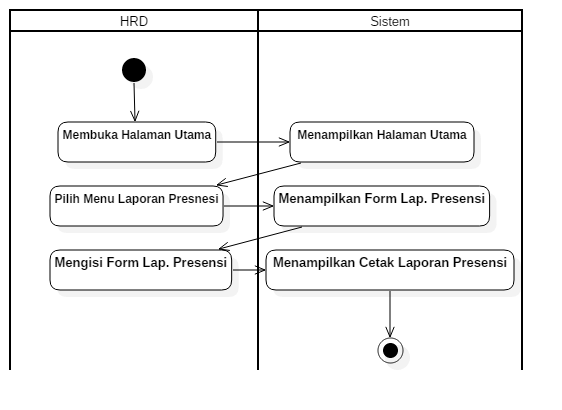 HRD
Sistem
Membuka Halaman Utama
Menampilkan Halaman Utama
Pilih Menu Laporan Presnesi
Menampilkan Form Lap. Presensi
Mengisi Form Lap. Presensi
Menampilkan Cetak Laporan Presensi